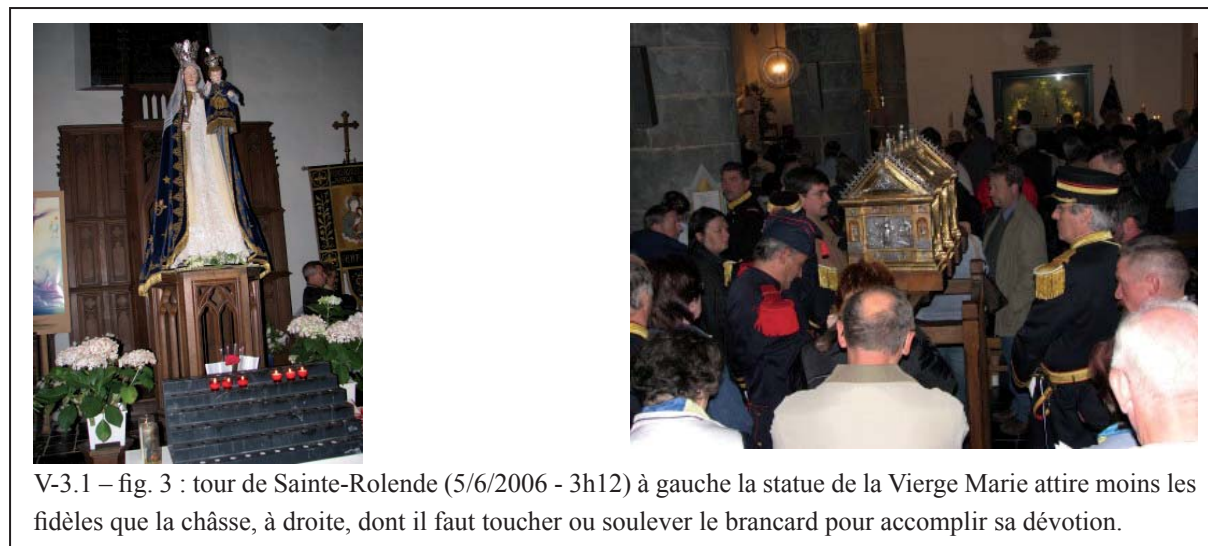 V-3.1 – fig. 3 : tour de Sainte-Rolende (5/6/2006 - 3h12) à gauche la statue de la Vierge Marie attire moins les
fidèles que la châsse, à droite, dont il faut toucher ou soulever le brancard pour accomplir sa dévotion.